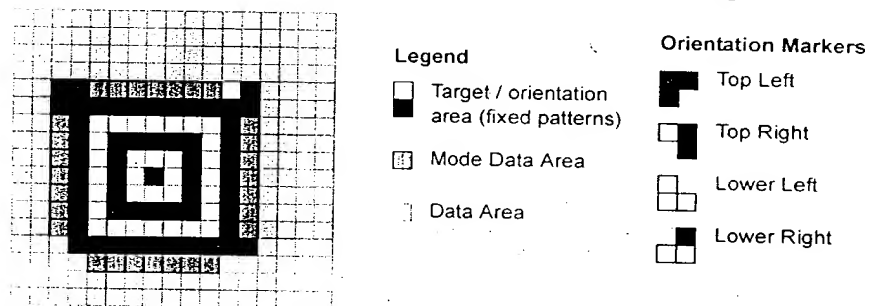 Legend
Target / orientation
area (fixed patterns)
Mode Data Area
Data Area
Orientation Markers
Top Left
Top Right
Lower Left
Lower Right